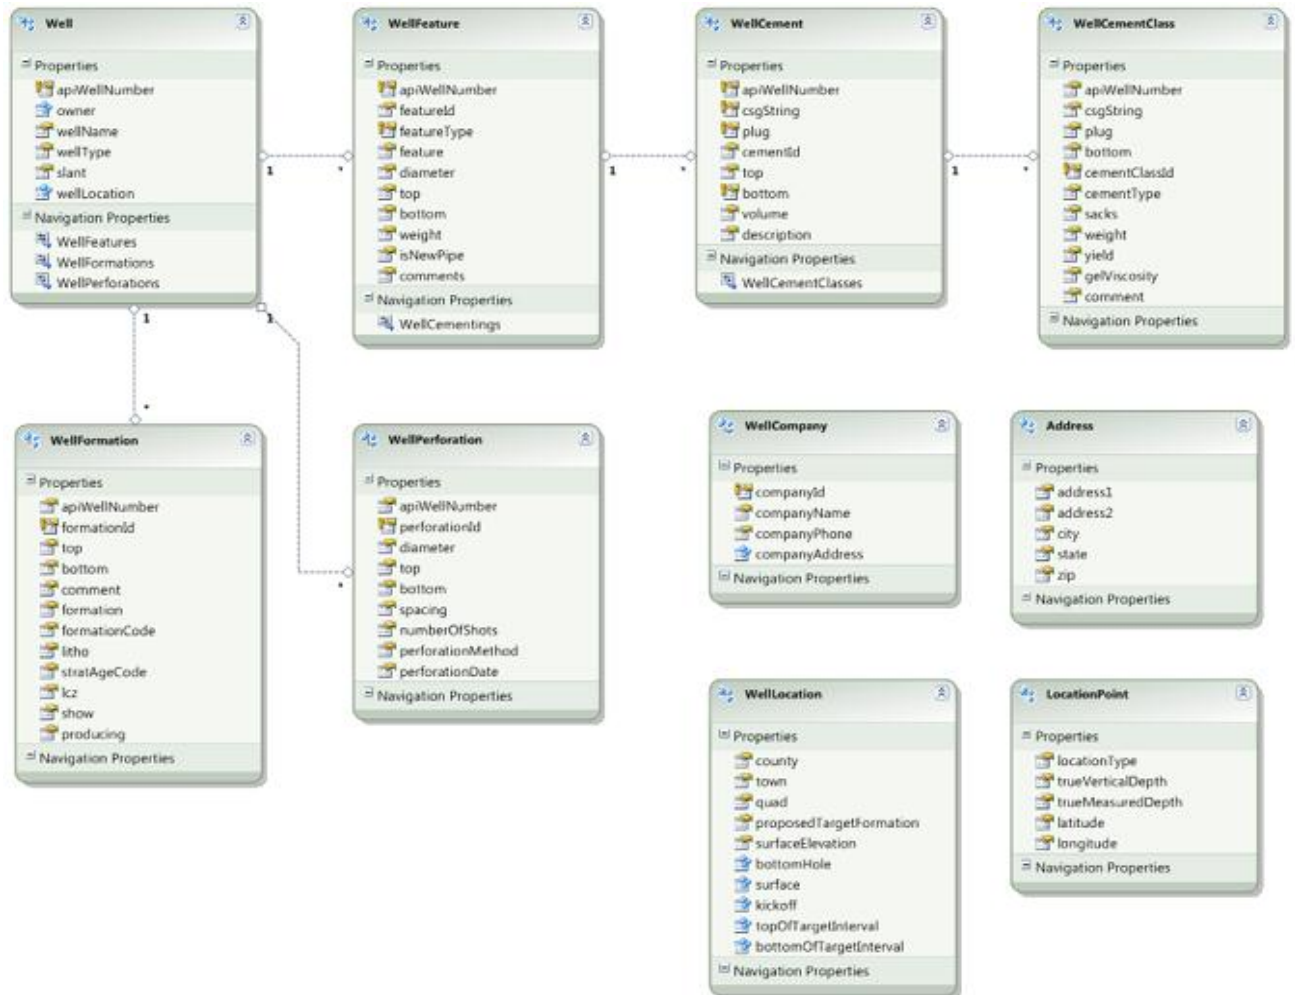 Well
Properties
apiWellNumber
owner
wellName
wellType
slant
wellLocation
Navigation Properties
WellFeatures
WellFormations
WellPerforations
1
*
WellFeature
Properties
apiWellNumber
featureId
featureType
feature
diameter
top
bottom
weight
isNewPipe
comments
Navigation Properties
WellCementings
1
*
WellCement
Properties
apiWellNumber
csgString
plug
cementId
top
bottom
volume
description
Navigation Properties
WellCementClasses
1
*
WellCementClass
Properties
apiWellNumber
csgString
plug
bottom
cementClassId
cementType
sacks
weight
yield
gelViscosity
comment
Navigation Properties
1
1
*
WellFormation
Properties
apiWellNumber
formationId
top
bottom
comment
formation
formationCode
litho
stratAgeCode
lcz
show
producing
Navigation Properties
*
WellPerforation
Properties
apiWellNumber
perforationId
diameter
top
bottom
spacing
numberOfShots
perforationMethod
perforationDate
Navigation Properties
WellCompany
Properties
companyId
companyName
companyPhone
companyAddress
Navigation Properties
Address
Properties
address1
address2
city
state
zip
Navigation Properties
WellLocation
Properties
county
town
quad
proposedTargetFormation
surfaceElevation
bottomHole
surface
kickoff
topOfTargetInterval
bottomOfTargetInterval
Navigation Properties
LocationPoint
Properties
locationType
trueVerticalDepth
trueMeasuredDepth
latitude
longitude
Navigation Properties